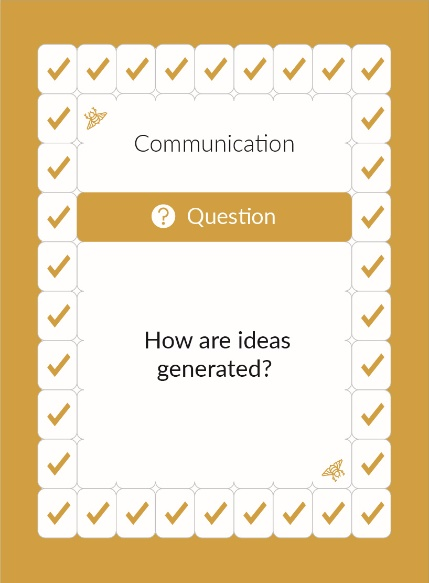 Communication
? Question
How are ideas
generated?